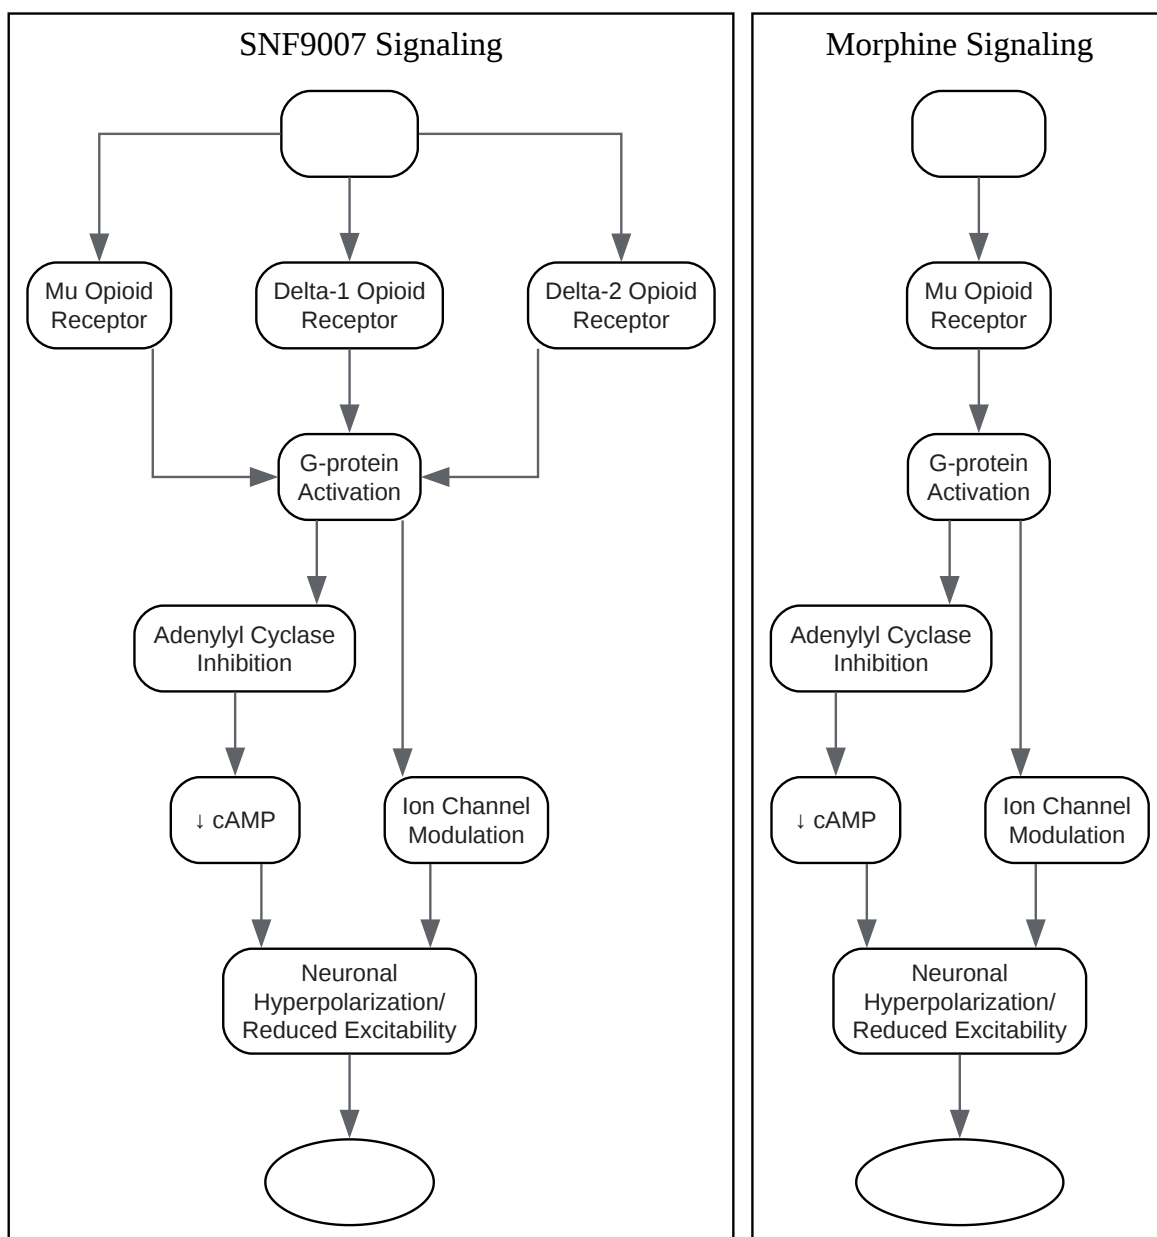 SNF9007 Signaling
Mu Opioid
Receptor
Delta-1 Opioid
Receptor
Delta-2 Opioid
Receptor
G-protein
Activation
Adenylyl Cyclase
Inhibition
↓ cAMP
Ion Channel
Modulation
Neuronal
Hyperpolarization/
Reduced Excitability
Morphine Signaling
Mu Opioid
Receptor
G-protein
Activation
Adenylyl Cyclase
Inhibition
↓ cAMP
Ion Channel
Modulation
Neuronal
Hyperpolarization/
Reduced Excitability